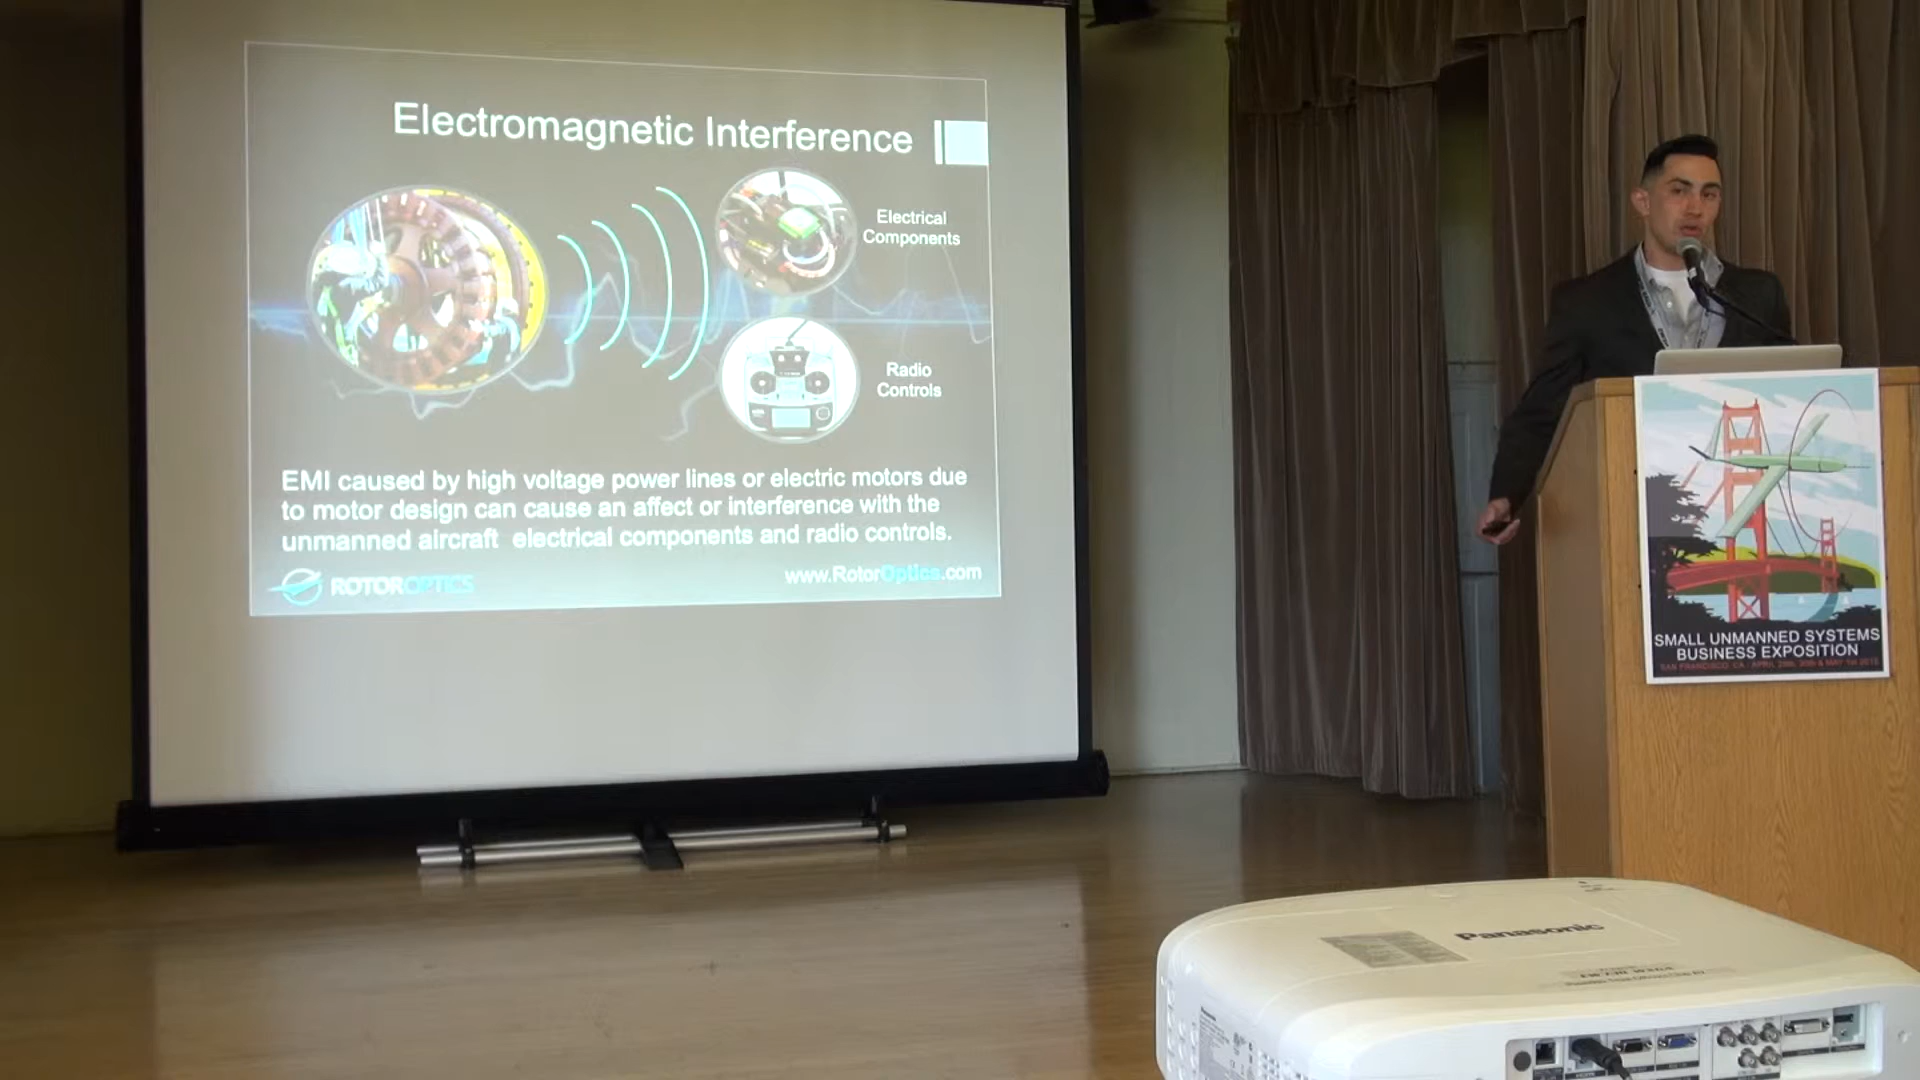 Electromagnetic Interference
Electrical
Components
Radio
Controls
EMI caused by high voltage power lines or electric motors due
to motor design can cause an affect or interference with the
unmanned aircraft electrical components and radio controls.
ROTOROPTICS
www.RotorOptics.com
SMALL UNMANNED SYSTEMS
BUSINESS EXPOSITION
Panasonic